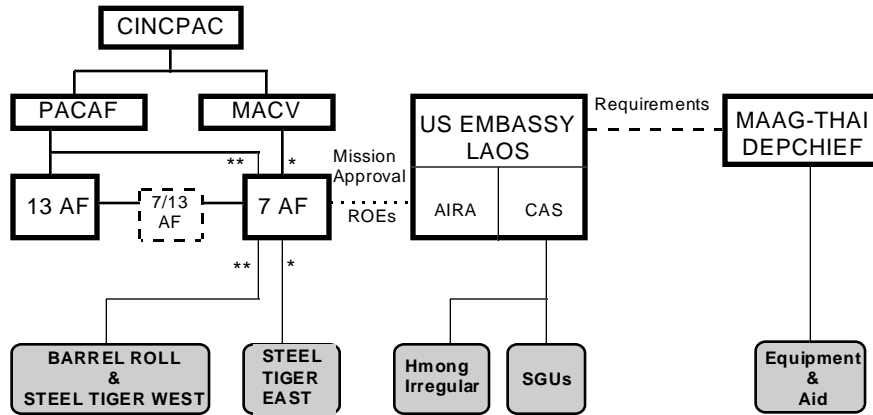 CINCPAC
PACAF
MACV
US EMBASSY
LAOS
Requirements
MAAG-THAI
DEPCHIEF
**
*
Mission
Approval
13 AF
7/13
AF
7 AF
ROEs
AIRA
CAS
**
*
BARREL ROLL
&
STEEL TIGER WEST
STEEL
TIGER
EAST
Hmong
Irregular
SGUs
Equipment
&
Aid